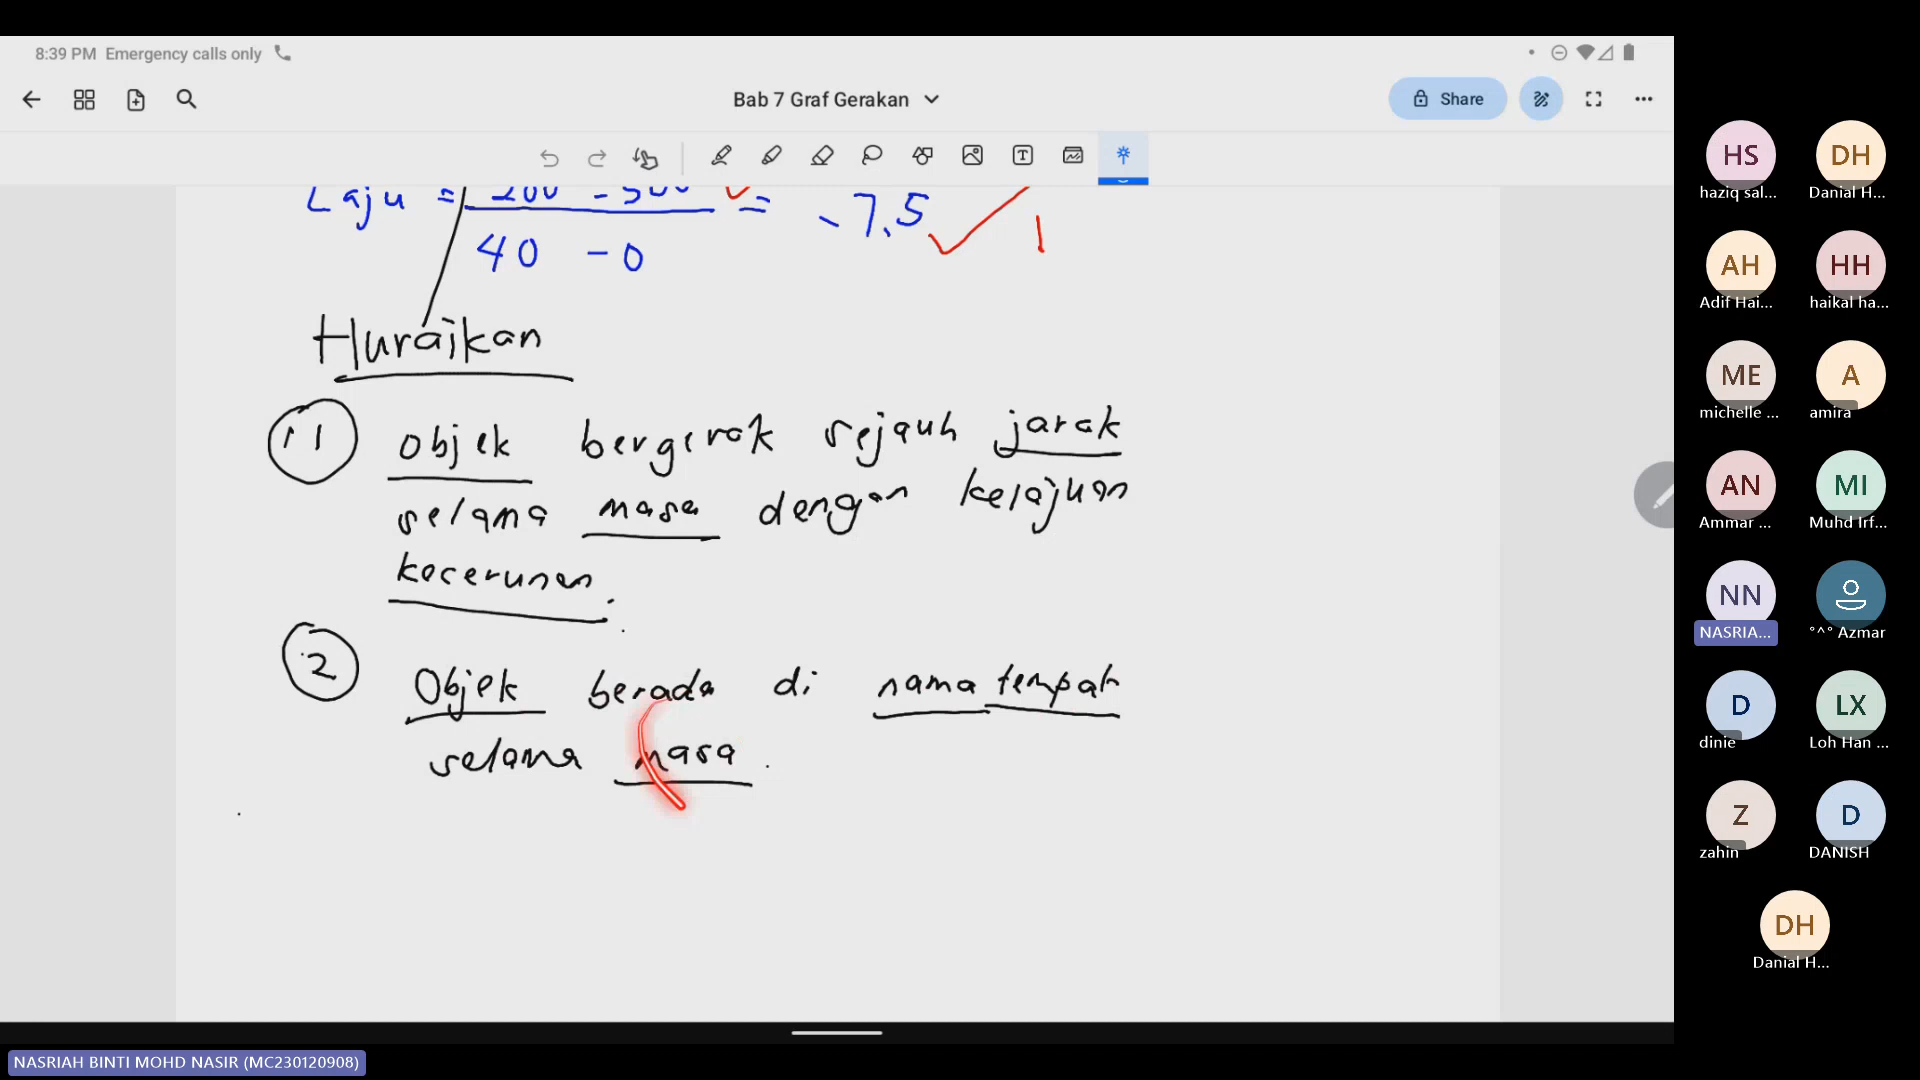 8:39 PM Emergency calls only
Bab 7 Graf Gerakan
Share
Laju = 200 - 300 = -7.5
40 - 0
1
Huraikan
1 Objek bergerak sejauh jarak
selama masa dengan kelajuan
kecerunan.
2 Objek berada di nama tempat
selama masa.
HS
haziq sal...
DH
Danial H...
AH
Adif Hai...
HH
haikal ha...
ME
michelle ...
A
amira
AN
Ammar ...
MI
Muhd Irf...
NN
NASRIA...
°^° Azmar
D
dinie
LX
Loh Han ...
Z
zahin
D
DANISH
DH
Danial H...
NASRIAH BINTI MOHD NASIR (MC230120908)